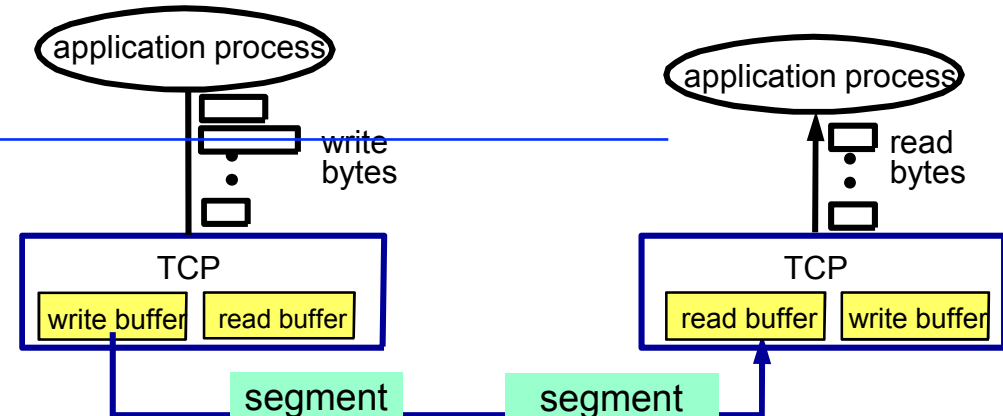 application process
application process
write
bytes
read
bytes
TCP
TCP
write buffer
read buffer
read buffer
write buffer
segment
segment